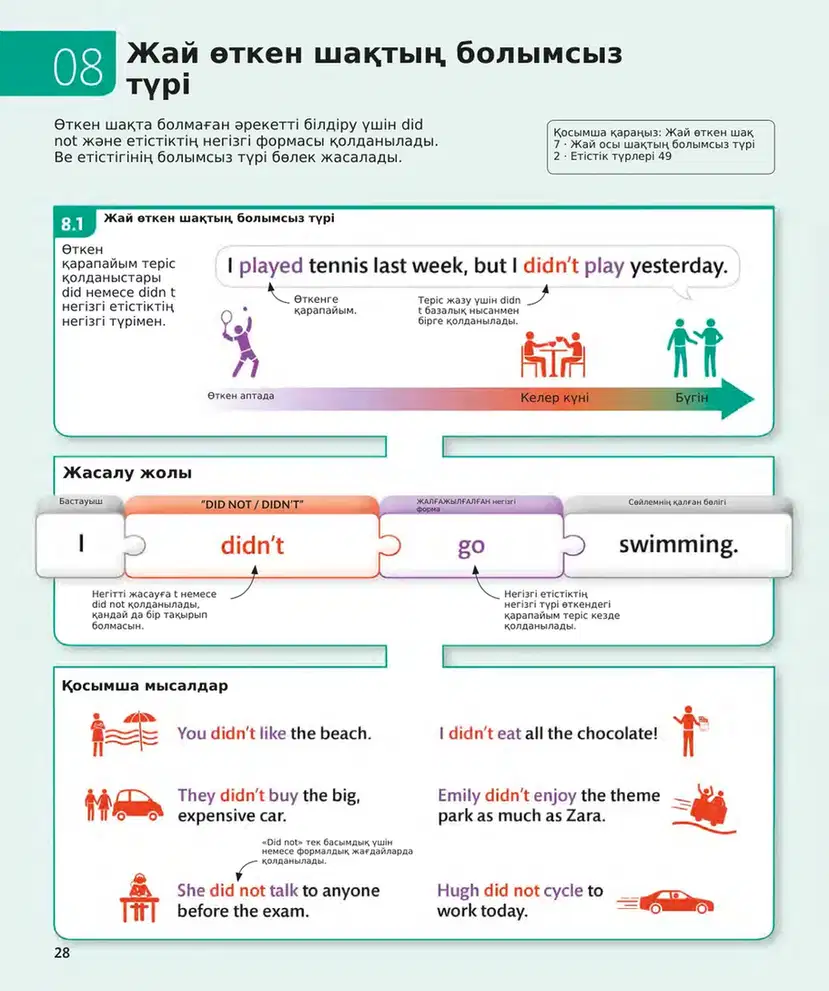 08
Жай өткен шақтың болымсыз
түрі
Өткен шақта болмаған әрекетті білдіру үшін did
not және етістіктің негізгі формасы қолданылады.
Be етістігінің болымсыз түрі бөлек жасалады.
Қосымша қараңыз: Жай өткен шақ
7 · Жай осы шақтың болымсыз түрі
2 · Етістік түрлері 49
8.1
Жай өткен шақтың болымсыз түрі
Өткен
қарапайым теріс
қолданыстары
did немесе didn t
негізгі етістіктің
негізгі түрімен.
I played tennis last week, but I didn't play yesterday.
Өткенге
қарапайым.
Теріс жазу үшін didn
t базалық нысанмен
бірге қолданылады.
Өткен аптада
Келер күні
Бүгін
Жасалу жолы
Бастауыш
"DID NOT / DIDN'T"
ЖАЛҒАЖЫЛҒАЛҒАН негізгі
форма
Сөйлемнің қалған бөлігі
I
didn't
go
swimming.
Негітті жасауға t немесе
did not қолданылады,
қандай да бір тақырып
болмасын.
Негізгі етістіктің
негізгі түрі өткендегі
қарапайым теріс кезде
қолданылады.
Қосымша мысалдар
You didn't like the beach.
I didn't eat all the chocolate!
They didn't buy the big,
expensive car.
Emily didn't enjoy the theme
park as much as Zara.
«Did not» тек басымдық үшін
немесе формалдық жағдайларда
қолданылады.
She did not talk to anyone
before the exam.
Hugh did not cycle to
work today.
28